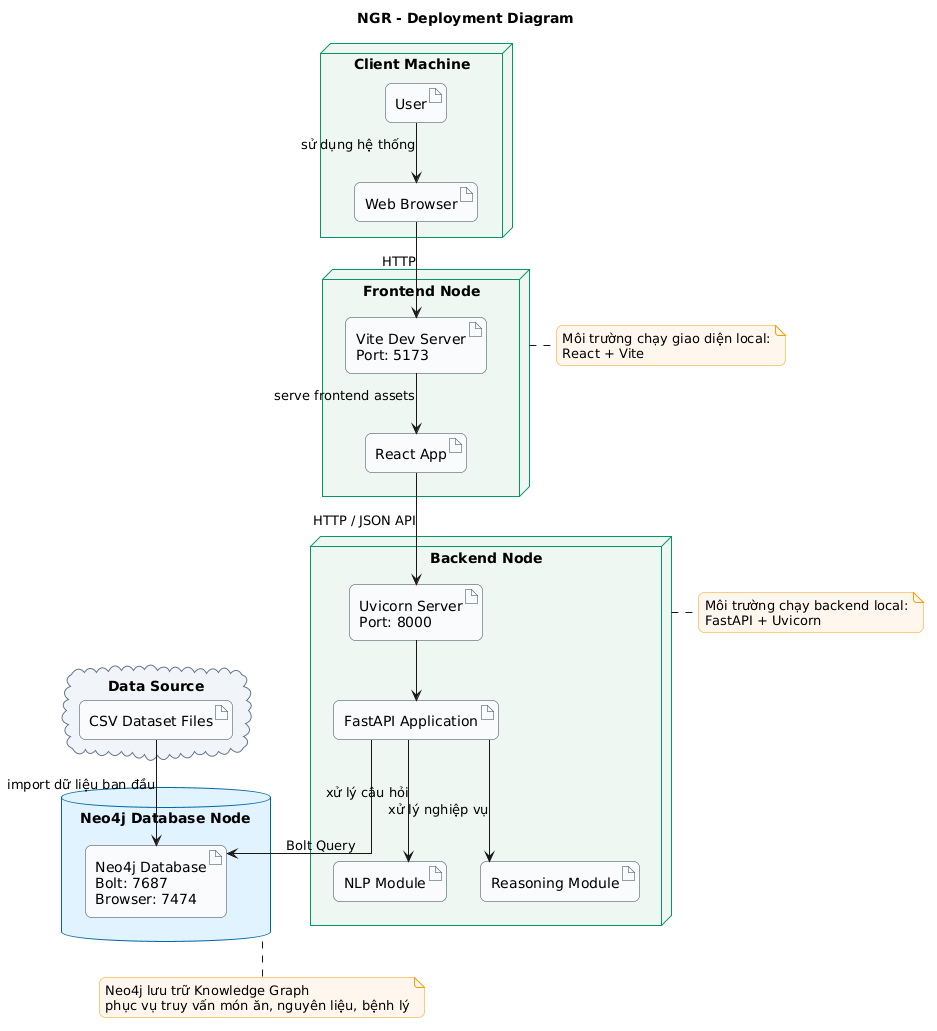 NGR - Deployment Diagram
Client Machine
User
sử dụng hệ thống
Web Browser
HTTP
Frontend Node
Vite Dev Server
Port: 5173
Môi trường chạy giao diện local:
React + Vite
serve frontend assets
React App
HTTP / JSON API
Backend Node
Uvicorn Server
Port: 8000
Môi trường chạy backend local:
FastAPI + Uvicorn
Data Source
CSV Dataset Files
FastAPI Application
import dữ liệu ban đầu
xử lý câu hỏi
xử lý nghiệp vụ
Neo4j Database Node
Bolt Query
Neo4j Database
Bolt: 7687
Browser: 7474
NLP Module
Reasoning Module
Neo4j lưu trữ Knowledge Graph
phục vụ truy vấn món ăn, nguyên liệu, bệnh lý